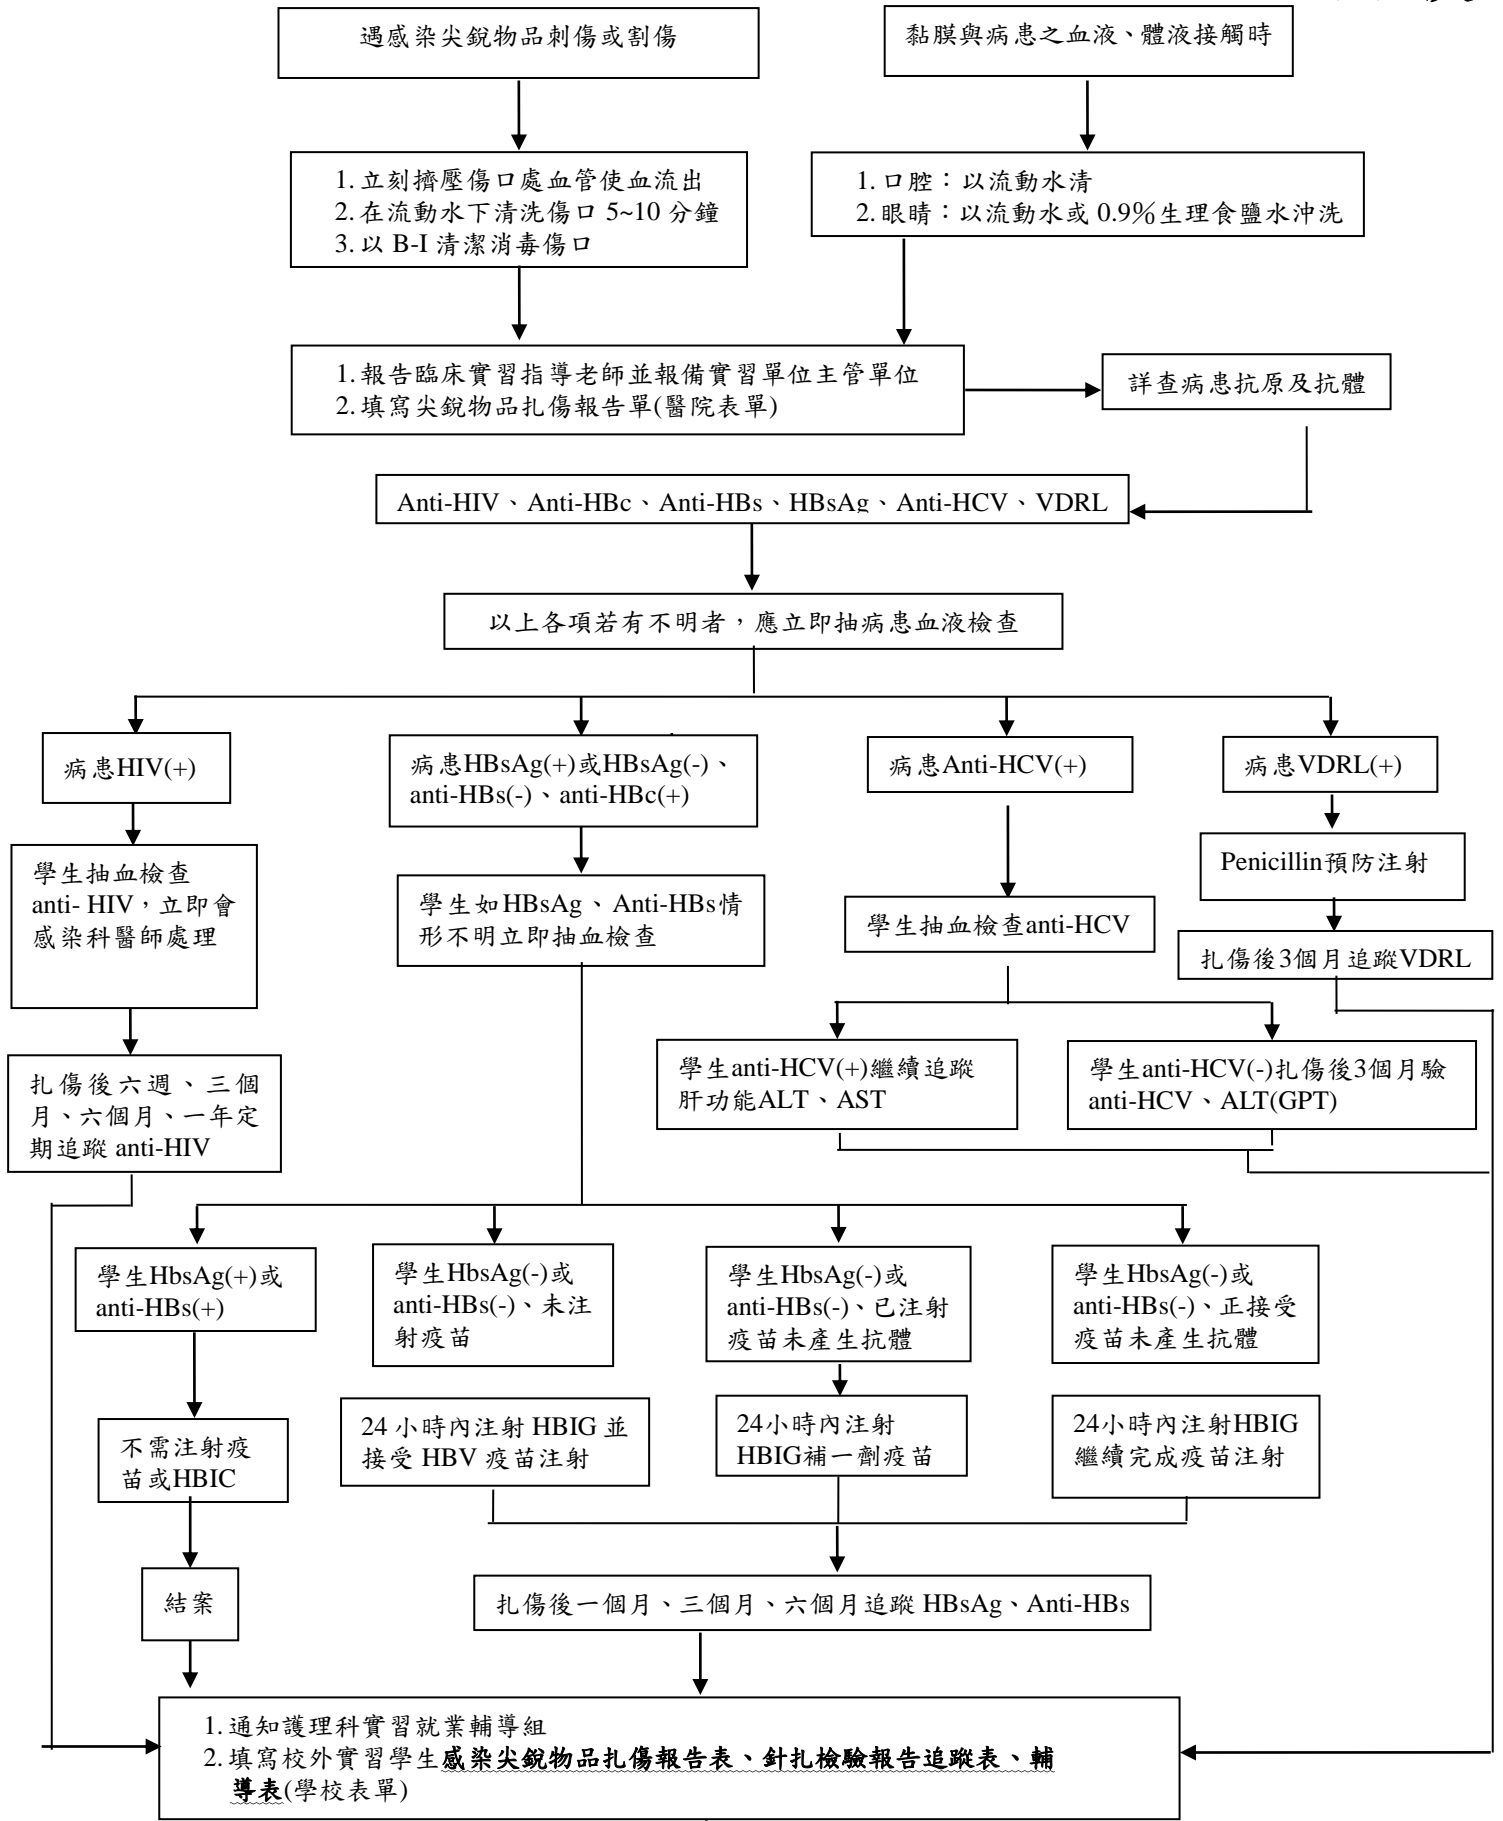 遇感染尖銳物品刺傷或割傷
黏膜與病患之血液、體液接觸時
1.立刻擠壓傷口處血管使血流出
2.在流動水下清洗傷口 5~10 分鐘
3.以 B-I 清潔消毒傷口
1.口腔：以流動水清
2.眼睛：以流動水或 0.9%生理食鹽水沖洗
1.報告臨床實習指導老師並報備實習單位主管單位
2.填寫尖銳物品扎傷報告單(醫院表單)
詳查病患抗原及抗體
Anti-HIV、Anti-HBc、Anti-HBs、HBsAg、Anti-HCV、VDRL
以上各項若有不明者，應立即抽病患血液檢查
病患HIV(+)
病患HBsAg(+)或HBsAg(-)、
anti-HBs(-)、anti-HBc(+)
病患Anti-HCV(+)
病患VDRL(+)
學生抽血檢查
anti- HIV，立即會
感染科醫師處理
學生如HBsAg、Anti-HBs情
形不明立即抽血檢查
學生抽血檢查anti-HCV
Penicillin預防注射
扎傷後3個月追蹤VDRL
扎傷後六週、三個
月、六個月、一年定
期追蹤 anti-HIV
學生anti-HCV(+)繼續追蹤
肝功能ALT、AST
學生anti-HCV(-)扎傷後3個月驗
anti-HCV、ALT(GPT)
學生HbsAg(+)或
anti-HBs(+)
學生HbsAg(-)或
anti-HBs(-)、未注
射疫苗
學生HbsAg(-)或
anti-HBs(-)、已注射
疫苗未產生抗體
學生HbsAg(-)或
anti-HBs(-)、正接受
疫苗未產生抗體
不需注射疫
苗或HBIC
24 小時內注射 HBIG 並
接受 HBV 疫苗注射
24小時內注射
HBIG補一劑疫苗
24小時內注射HBIG
繼續完成疫苗注射
結案
扎傷後一個月、三個月、六個月追蹤 HBsAg、Anti-HBs
1.通知護理科實習就業輔導組
2.填寫校外實習學生感染尖銳物品扎傷報告表、針扎檢驗報告追蹤表、輔
導表(學校表單)